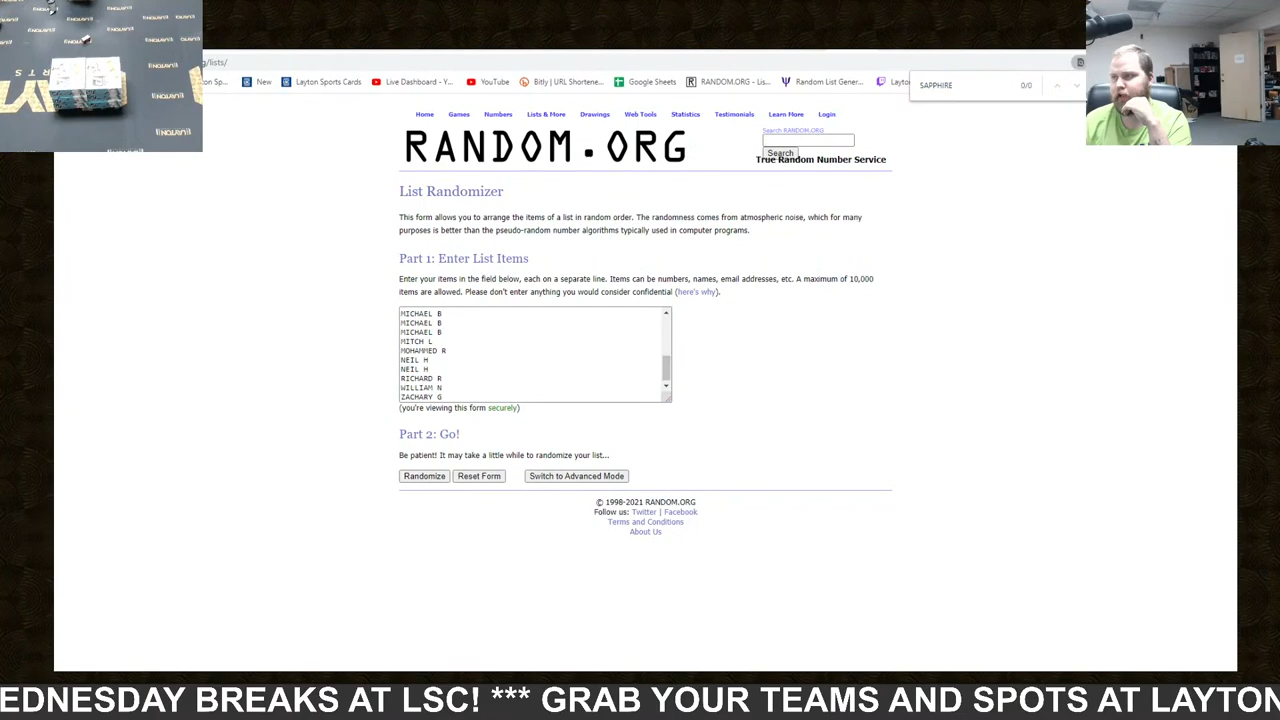 g/lists/
n Sp...
New
Layton Sports Cards
Live Dashboard - Y...
YouTube
Bitly | URL Shortene...
Google Sheets
RANDOM.ORG - Lis...
Random List Gener...
Layto
SAPPHIRE 0/0
Home Games Numbers Lists & More Drawings Web Tools Statistics Testimonials Learn More Login
RANDOM.ORG
Search RANDOM.ORG
Search
True Random Number Service
List Randomizer
This form allows you to arrange the items of a list in random order. The randomness comes from atmospheric noise, which for many
purposes is better than the pseudo-random number algorithms typically used in computer programs.
Part 1: Enter List Items
Enter your items in the field below, each on a separate line. Items can be numbers, names, email addresses, etc. A maximum of 10,000
items are allowed. Please don't enter anything you would consider confidential (here's why).
MICHAEL B
MICHAEL B
MICHAEL B
MITCH L
MOHAMMED R
NEIL H
NEIL H
RICHARD R
WILLIAM N
ZACHARY G
(you're viewing this form securely)
Part 2: Go!
Be patient! It may take a little while to randomize your list...
Randomize Reset Form Switch to Advanced Mode
© 1998-2021 RANDOM.ORG
Follow us: Twitter | Facebook
Terms and Conditions
About Us
EDNESDAY BREAKS AT LSC! *** GRAB YOUR TEAMS AND SPOTS AT LAYTON